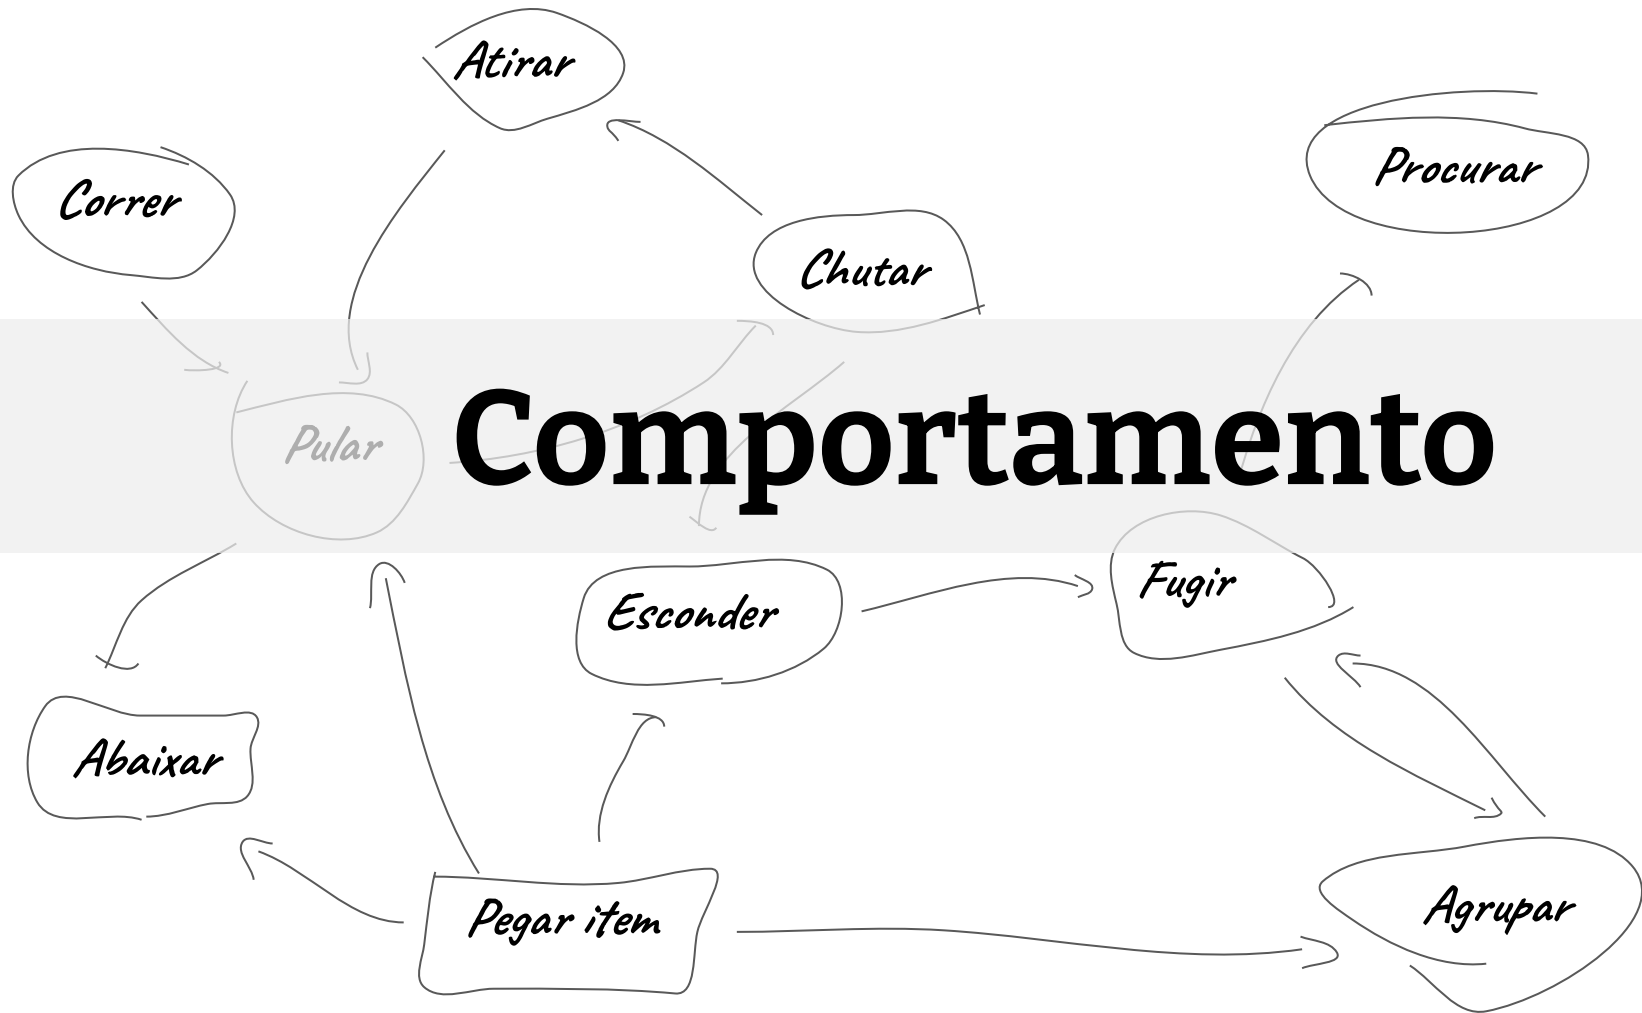 Atirar
Correr
Procurar
Chutar
Pular
Comportamento
Fugir
Esconder
Abaixar
Pegar item
Agrupar